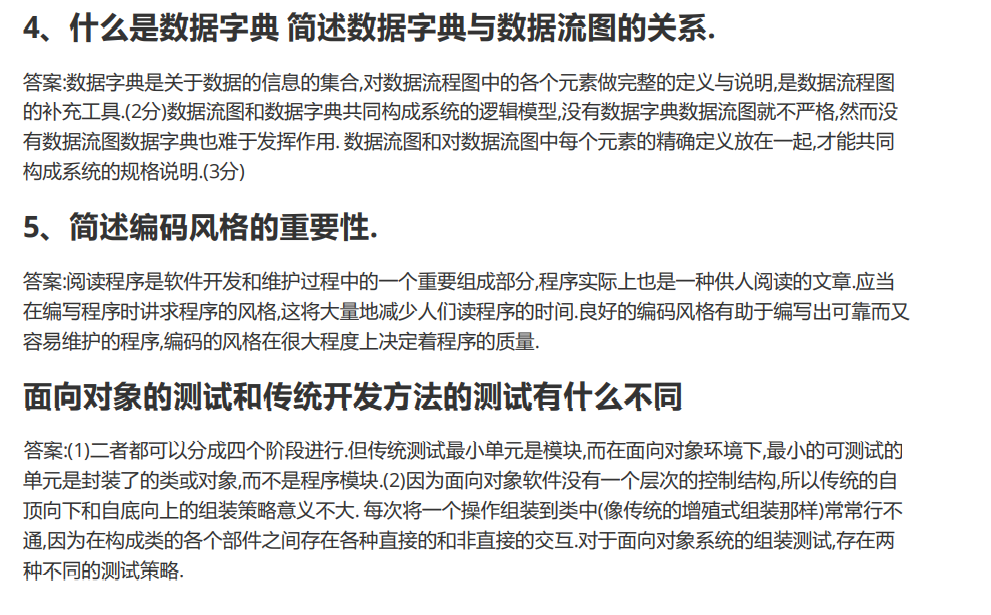 4、什么是数据字典 简述数据字典与数据流图的关系.
答案:数据字典是关于数据的信息的集合,对数据流程图中的各个元素做完整的定义与说明,是数据流程图
的补充工具.(2分)数据流图和数据字典共同构成系统的逻辑模型,没有数据字典数据流图就不严格,然而没
有数据流图数据字典也难于发挥作用. 数据流图和对数据流图中每个元素的精确定义放在一起,才能共同
构成系统的规格说明.(3分)
5、简述编码风格的重要性.
答案:阅读程序是软件开发和维护过程中的一个重要组成部分,程序实际上也是一种供人阅读的文章.应当
在编写程序时讲求程序的风格,这将大量地减少人们读程序的时间.良好的编码风格有助于编写出可靠而又
容易维护的程序,编码的风格在很大程度上决定着程序的质量.
面向对象的测试和传统开发方法的测试有什么不同
答案:(1)二者都可以分成四个阶段进行.但传统测试最小单元是模块,而在面向对象环境下,最小的可测试的
单元是封装了的类或对象,而不是程序模块.(2)因为面向对象软件没有一个层次的控制结构,所以传统的自
顶向下和自底向上的组装策略意义不大. 每次将一个操作组装到类中(像传统的增殖式组装那样)常常行不
通,因为在构成类的各个部件之间存在各种直接的和非直接的交互.对于面向对象系统的组装测试,存在两
种不同的测试策略.